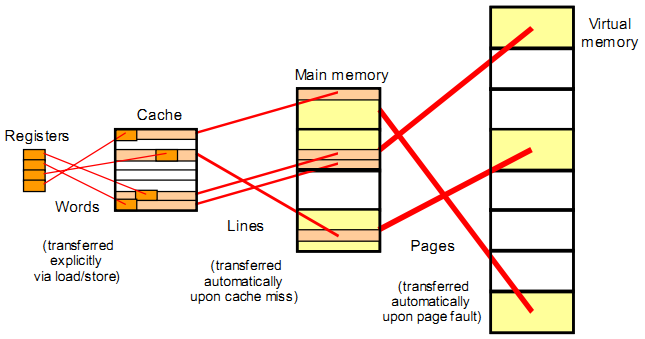 Registers
Words
(transferred
explicitly
via load/store)
Cache
Lines
(transferred
automatically
upon cache miss)
Main memory
Pages
(transferred
automatically
upon page fault)
Virtual
memory